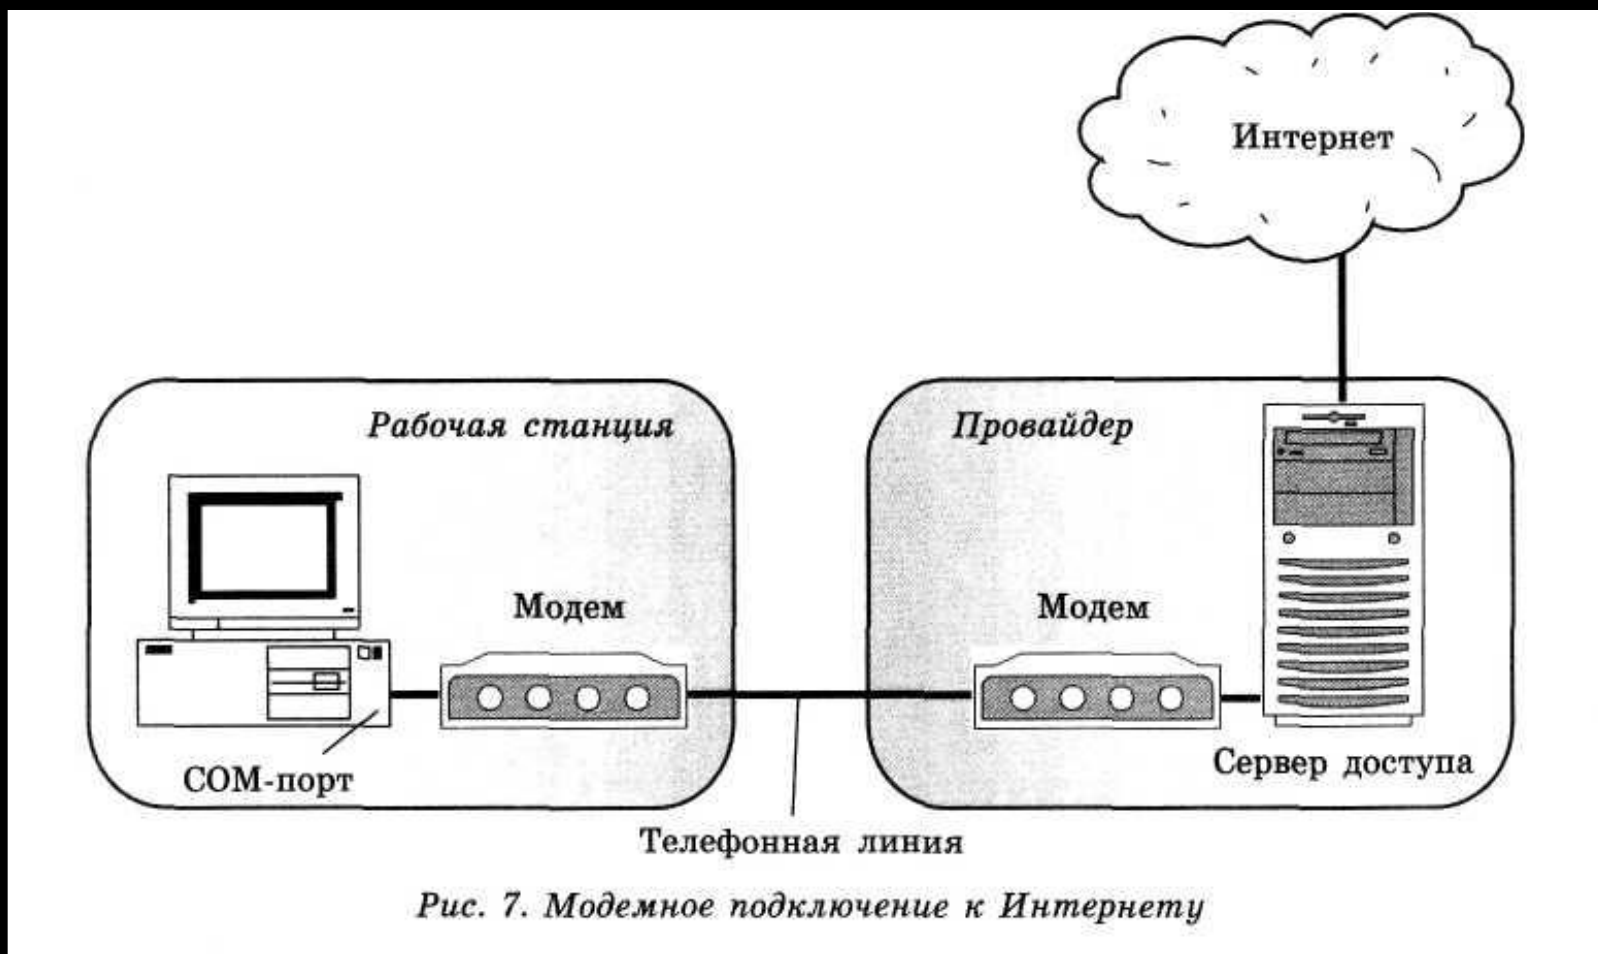 Интернет
Рабочая станция
Провайдер
Модем
Модем
COM-порт
Сервер доступа
Телефонная линия
Рис. 7. Модемное подключение к Интернету